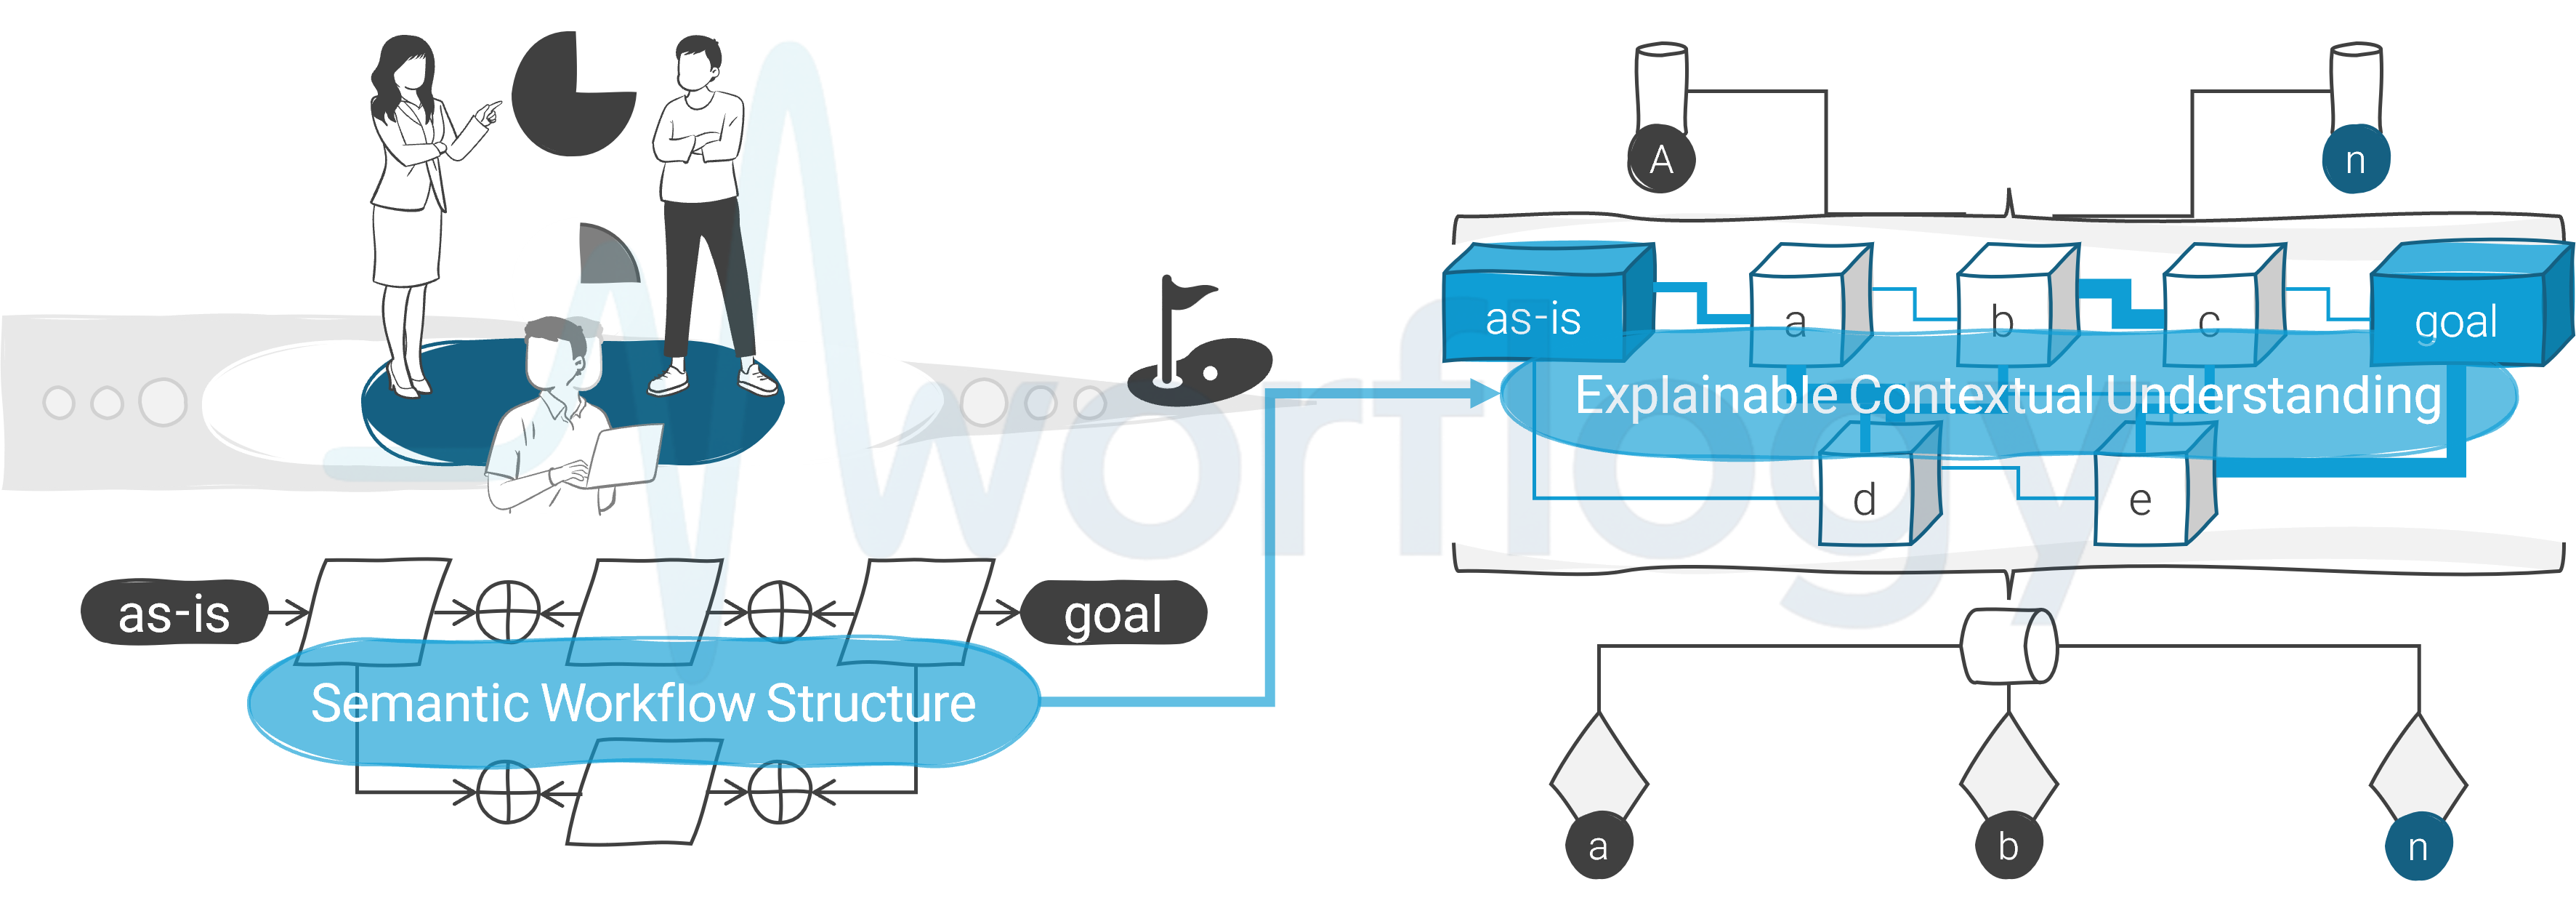 A
n
as-is
a
b
c
goal
Explainable Contextual Understanding
d
e
worflogy
as-is
goal
Semantic Workflow Structure
a
b
n